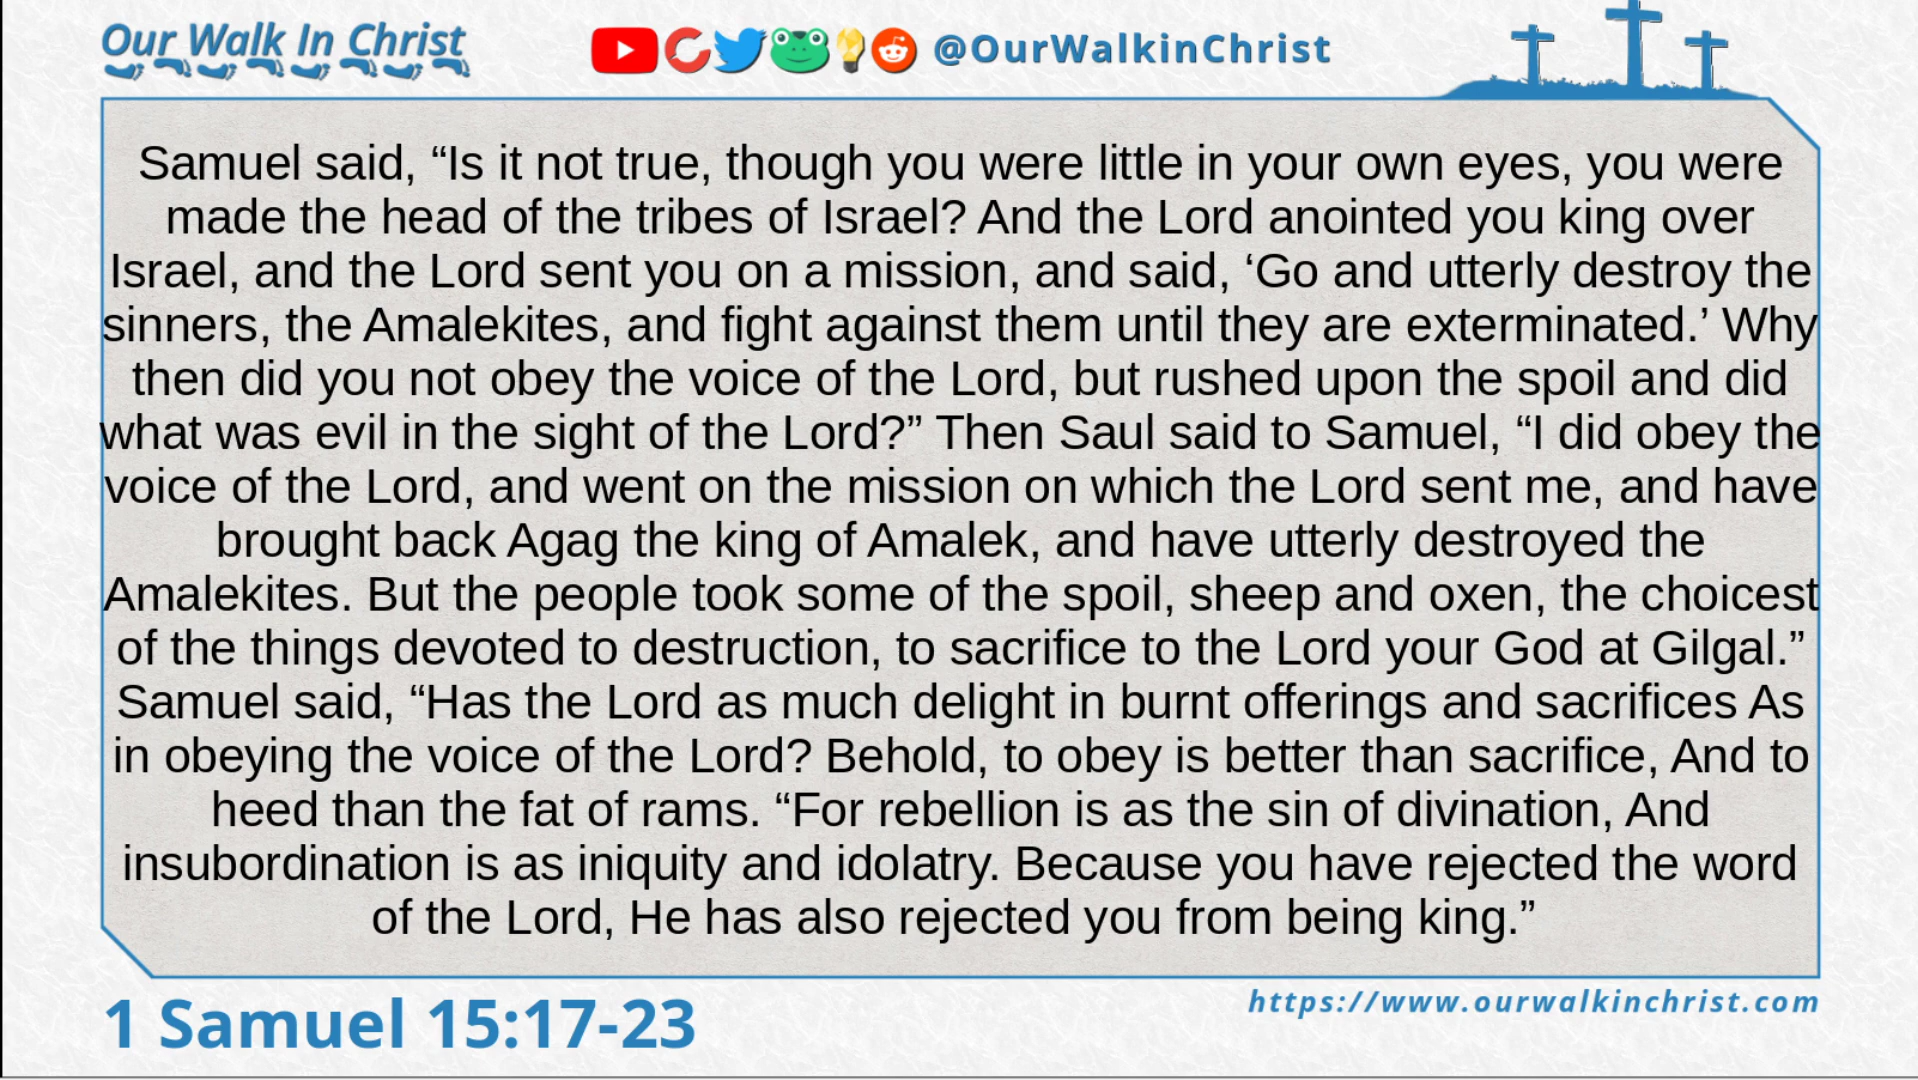 Our Walk In Christ
@OurWalkinChrist
Samuel said, “Is it not true, though you were little in your own eyes, you were
made the head of the tribes of Israel? And the Lord anointed you king over
Israel, and the Lord sent you on a mission, and said, ‘Go and utterly destroy the
sinners, the Amalekites, and fight against them until they are exterminated.’ Why
then did you not obey the voice of the Lord, but rushed upon the spoil and did
what was evil in the sight of the Lord?” Then Saul said to Samuel, “I did obey the
voice of the Lord, and went on the mission on which the Lord sent me, and have
brought back Agag the king of Amalek, and have utterly destroyed the
Amalekites. But the people took some of the spoil, sheep and oxen, the choicest
of the things devoted to destruction, to sacrifice to the Lord your God at Gilgal.”
Samuel said, “Has the Lord as much delight in burnt offerings and sacrifices As
in obeying the voice of the Lord? Behold, to obey is better than sacrifice, And to
heed than the fat of rams. “For rebellion is as the sin of divination, And
insubordination is as iniquity and idolatry. Because you have rejected the word
of the Lord, He has also rejected you from being king.”
1 Samuel 15:17-23
https://www.ourwalkinchrist.com